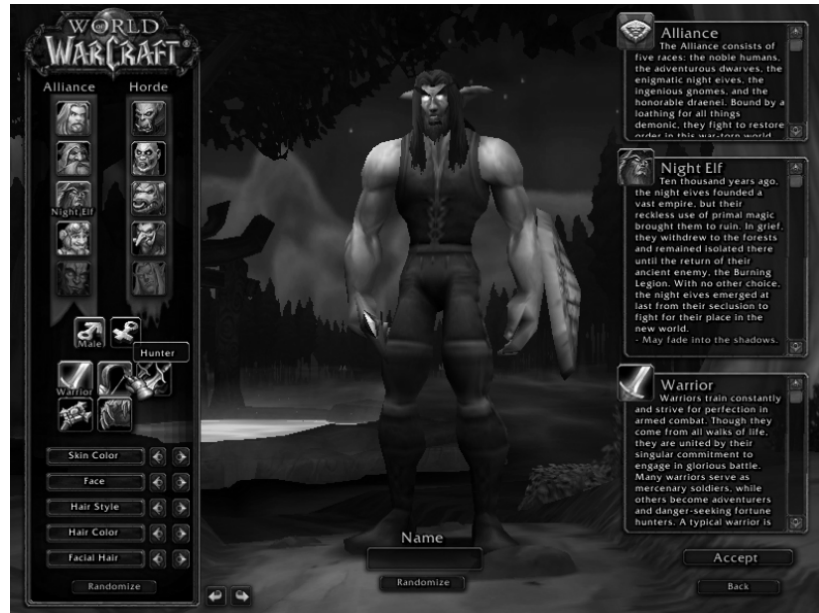 WORLD
OF
WARCRAFT®
Alliance
Horde
Night Elf
Male
Hunter
Warrior
Skin Color
Face
Hair Style
Hair Color
Facial Hair
Randomize
Name
Randomize
Alliance
The Alliance consists of
five races: the noble humans,
the adventurous dwarves, the
enigmatic night elves, the
ingenious gnomes, and the
honorable draenei. Bound by a
loathing for all things
demonic, they fight to restore
order in this war-torn world.
Night Elf
Ten thousand years ago,
the night elves founded a
vast empire, but their
reckless use of primal magic
brought them to ruin. In grief,
they withdrew to the forests
and remained isolated there
until the return of their
ancient enemy, the Burning
Legion. With no other choice,
the night elves emerged at
last from their seclusion to
fight for their place in the
new world.
- May fade into the shadows.
Warrior
Warriors train constantly
and strive for perfection in
armed combat. Though they
come from all walks of life,
they are united by their
singular commitment to
engage in glorious battle.
Many warriors serve as
mercenary soldiers, while
others become adventurers
and danger-seeking fortune
hunters. A typical warrior is
Accept
Back